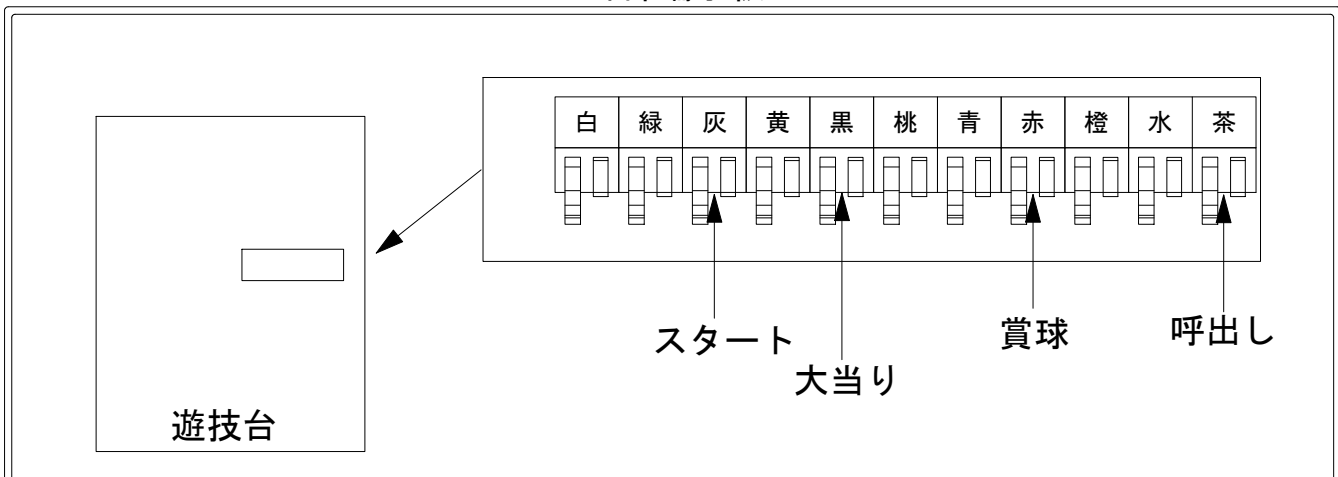 白 緑 灰 黄 黒 桃 青 赤 橙 水 茶
スタート
大当り
賞球
呼出し
遊技台